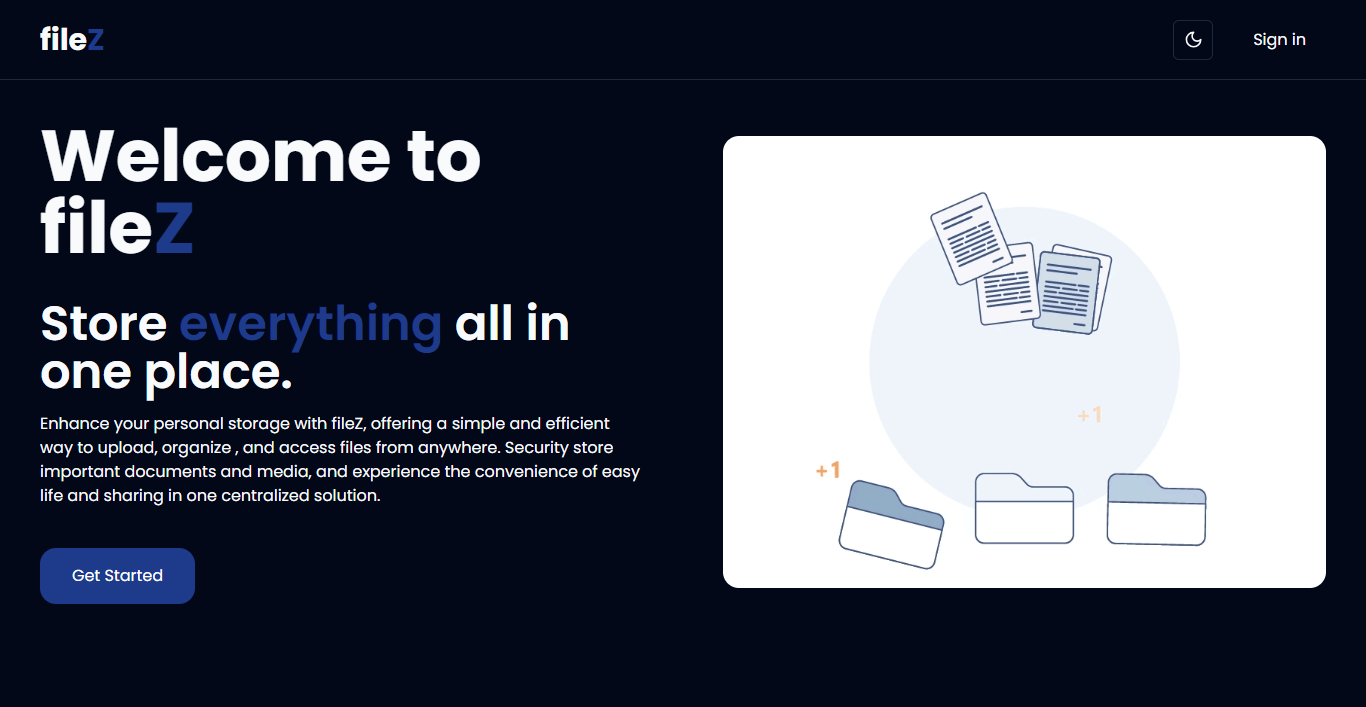 fileZ
Sign in
Welcome to
fileZ
Store everything all in
one place.
Enhance your personal storage with fileZ, offering a simple and efficient
way to upload, organize , and access files from anywhere. Security store
important documents and media, and experience the convenience of easy
life and sharing in one centralized solution.
Get Started
+1
+1